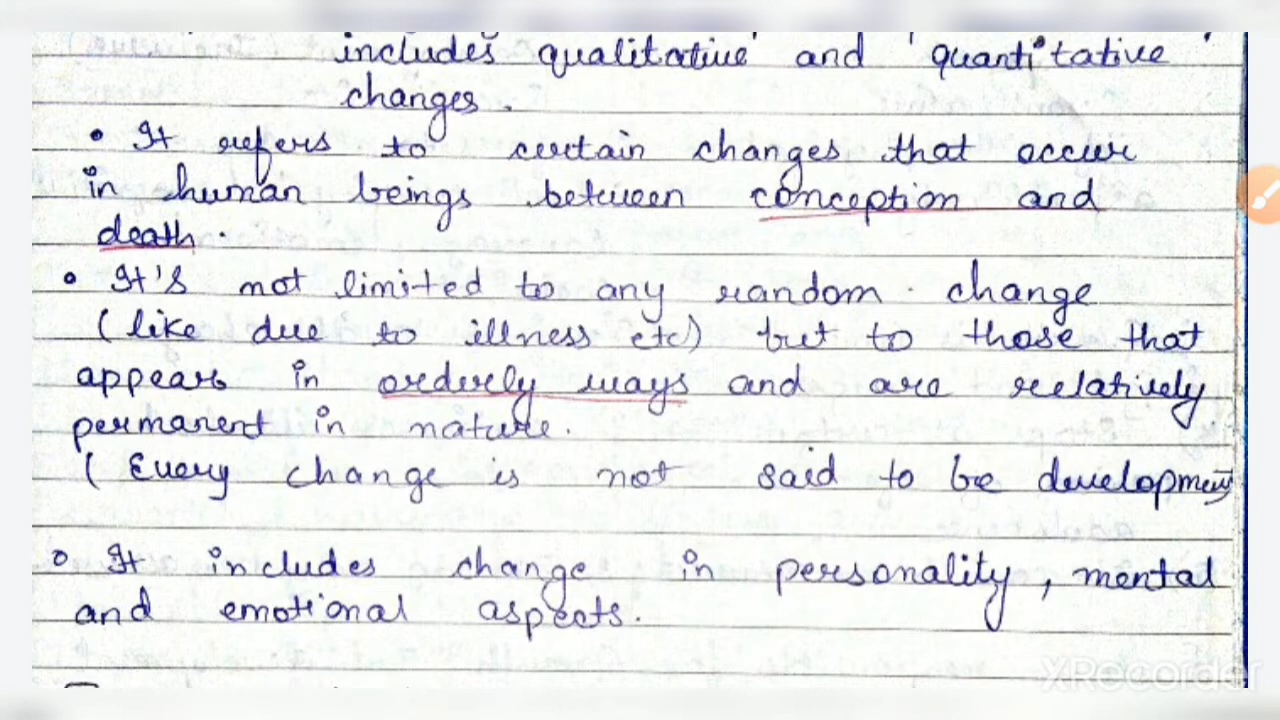 includes qualitative and 'quantitative'
changes.
• It refers to certain changes that occur
in human beings between conception and
death.
• It's not limited to any random change
(like due to illness etc) but to those that
appears in orderly ways and are relatively
permanent in nature.
( Every change is not said to be development
• It includes change in personality, mental
and emotional aspects.
XRecorder